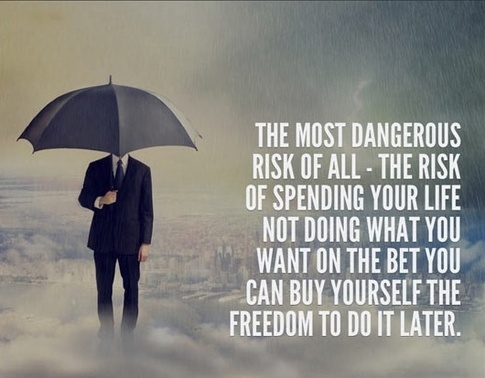 THE MOST DANGEROUS
RISK OF ALL - THE RISK
OF SPENDING YOUR LIFE
NOT DOING WHAT YOU
WANT ON THE BET YOU
CAN BUY YOURSELF THE
FREEDOM TO DO IT LATER.